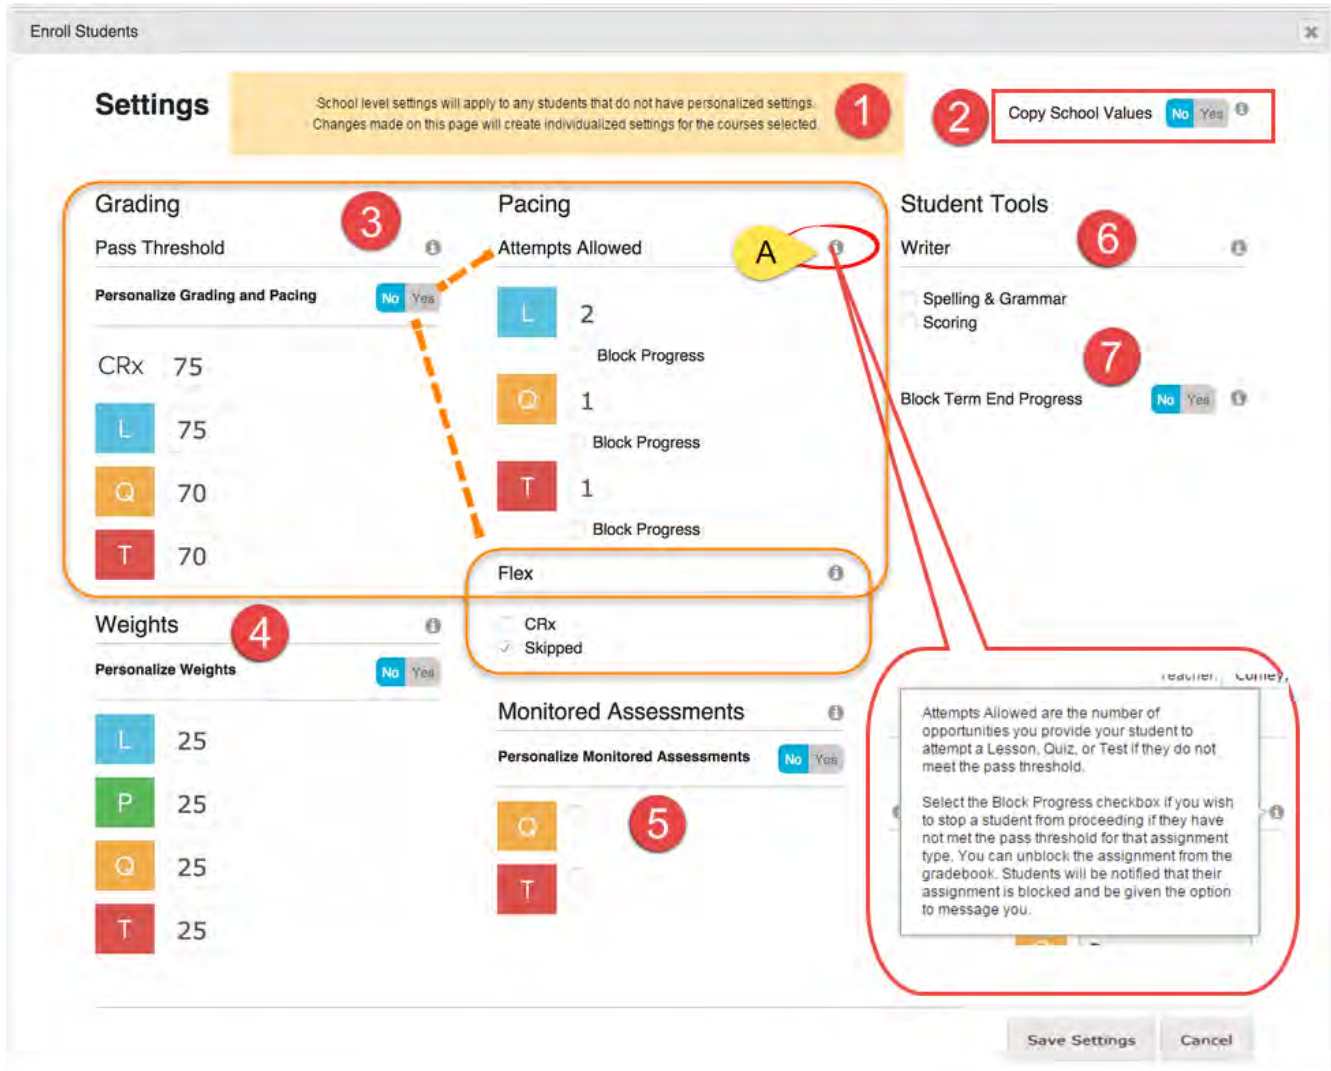 Enroll Students
Settings
School level settings will apply to any students that do not have personalized settings.
Changes made on this page will create individualized settings for the courses selected.
1
2
Copy School Values No Yes
Grading
3
Pass Threshold
Personalize Grading and Pacing No Yes
CRx 75
L 75
Q 70
T 70
Pacing
Attempts Allowed
A
L 2
Block Progress
Q 1
Block Progress
T 1
Block Progress
Flex
CRx
Skipped
Student Tools
6
Writer
Spelling & Grammar
Scoring
7
Block Term End Progress No Yes
Weights
4
Personalize Weights No Yes
L 25
P 25
Q 25
T 25
Monitored Assessments
Personalize Monitored Assessments No Yes
5
Q
T
Teacher:
Attempts Allowed are the number of
opportunities you provide your student to
attempt a Lesson, Quiz, or Test if they do not
meet the pass threshold.
Select the Block Progress checkbox if you wish
to stop a student from proceeding if they have
not met the pass threshold for that assignment
type. You can unblock the assignment from the
gradebook. Students will be notified that their
assignment is blocked and be given the option
to message you.
Save Settings Cancel